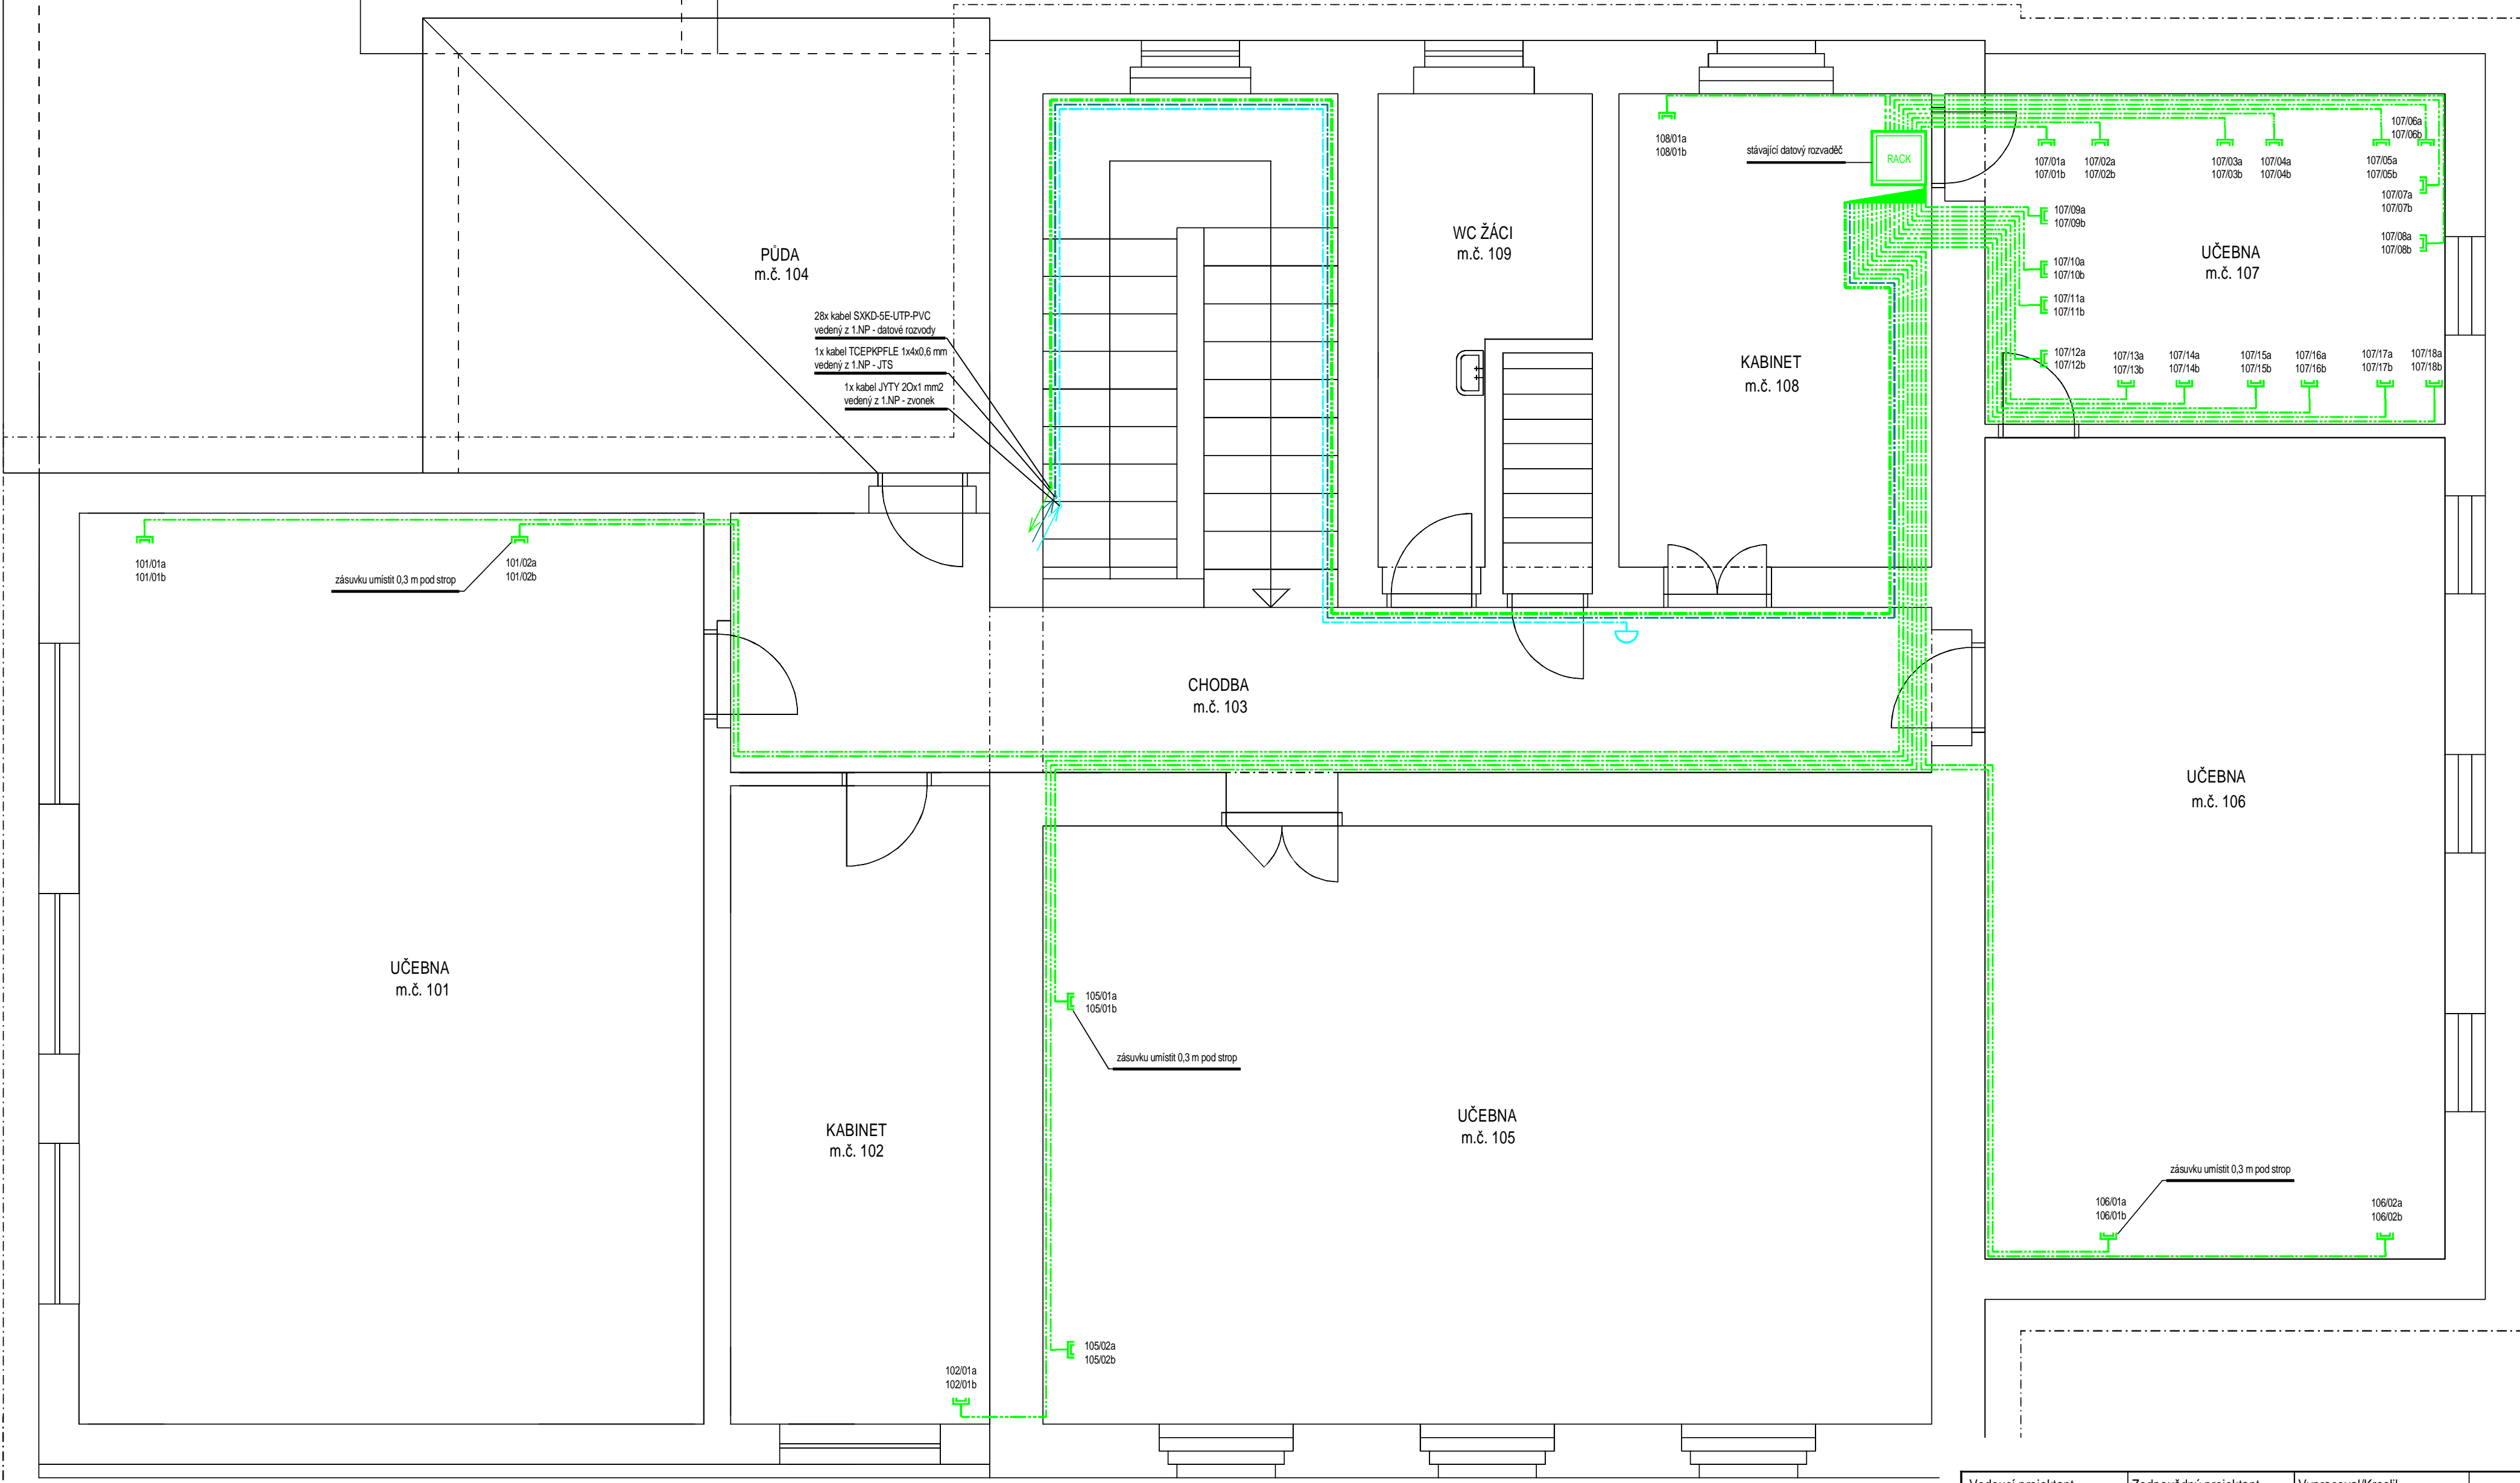 PŮDA
m.č. 104
28x kabel SXKD-5E-UTP-PVC
vedený z 1.NP - datové rozvody
1x kabel TCEPKPFLE 1x4x0,6 mm
vedený z 1.NP - JTS
1x kabel JYTY 2Ox1 mm2
vedený z 1.NP - zvonek
WC ŽÁCI
m.č. 109
108/01a
108/01b
stávající datový rozvaděč
RACK
KABINET
m.č. 108
107/01a
107/01b
107/02a
107/02b
107/03a
107/03b
107/04a
107/04b
107/05a
107/05b
107/06a
107/06b
107/07a
107/07b
107/08a
107/08b
107/09a
107/09b
107/10a
107/10b
107/11a
107/11b
107/12a
107/12b
UČEBNA
m.č. 107
107/13a
107/13b
107/14a
107/14b
107/15a
107/15b
107/16a
107/16b
107/17a
107/17b
107/18a
107/18b
101/01a
101/01b
zásuvku umístit 0,3 m pod strop
101/02a
101/02b
CHODBA
m.č. 103
UČEBNA
m.č. 106
UČEBNA
m.č. 101
105/01a
105/01b
zásuvku umístit 0,3 m pod strop
KABINET
m.č. 102
UČEBNA
m.č. 105
zásuvku umístit 0,3 m pod strop
106/01a
106/01b
106/02a
106/02b
105/02a
105/02b
102/01a
102/01b